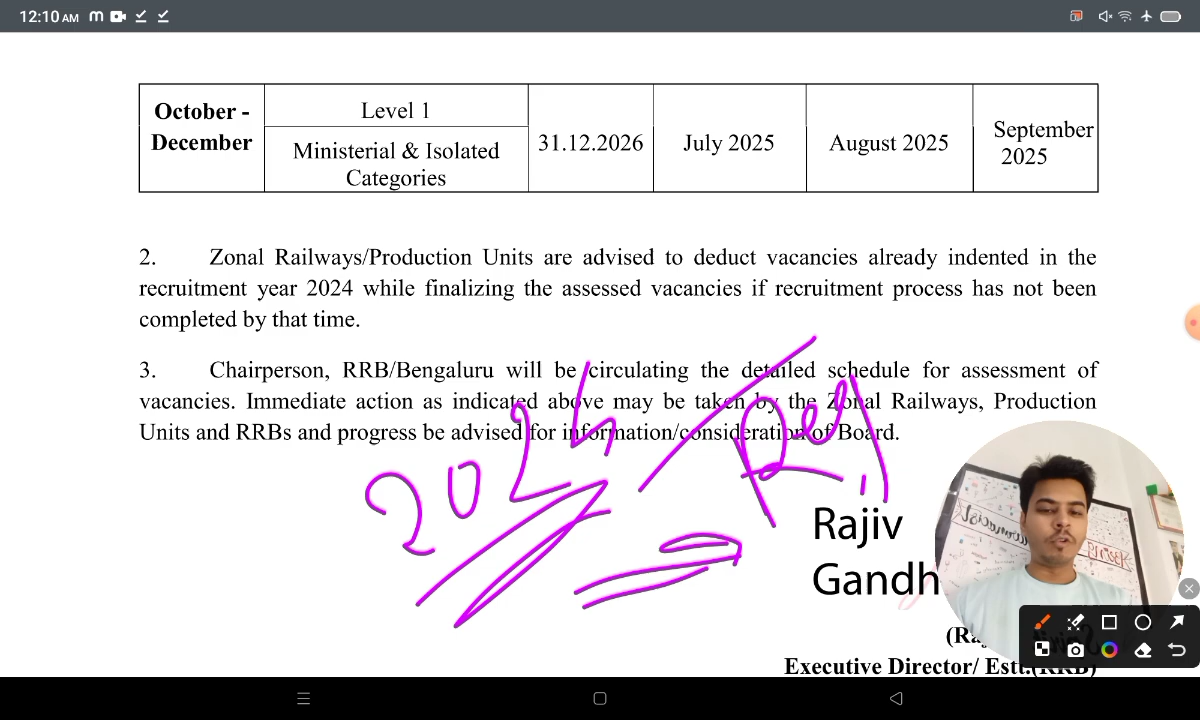 12:10 AM
October -
December
Level 1
Ministerial & Isolated
Categories
31.12.2026
July 2025
August 2025
September
2025
2. Zonal Railways/Production Units are advised to deduct vacancies already indented in the
recruitment year 2024 while finalizing the assessed vacancies if recruitment process has not been
completed by that time.
3. Chairperson, RRB/Bengaluru will be circulating the detailed schedule for assessment of
vacancies. Immediate action as indicated above may be taken by the Zonal Railways, Production
Units and RRBs and progress be advised for information/consideration of Board.
2024
Rajiv
Gandh
Executive Director/ Estt.(RRB)